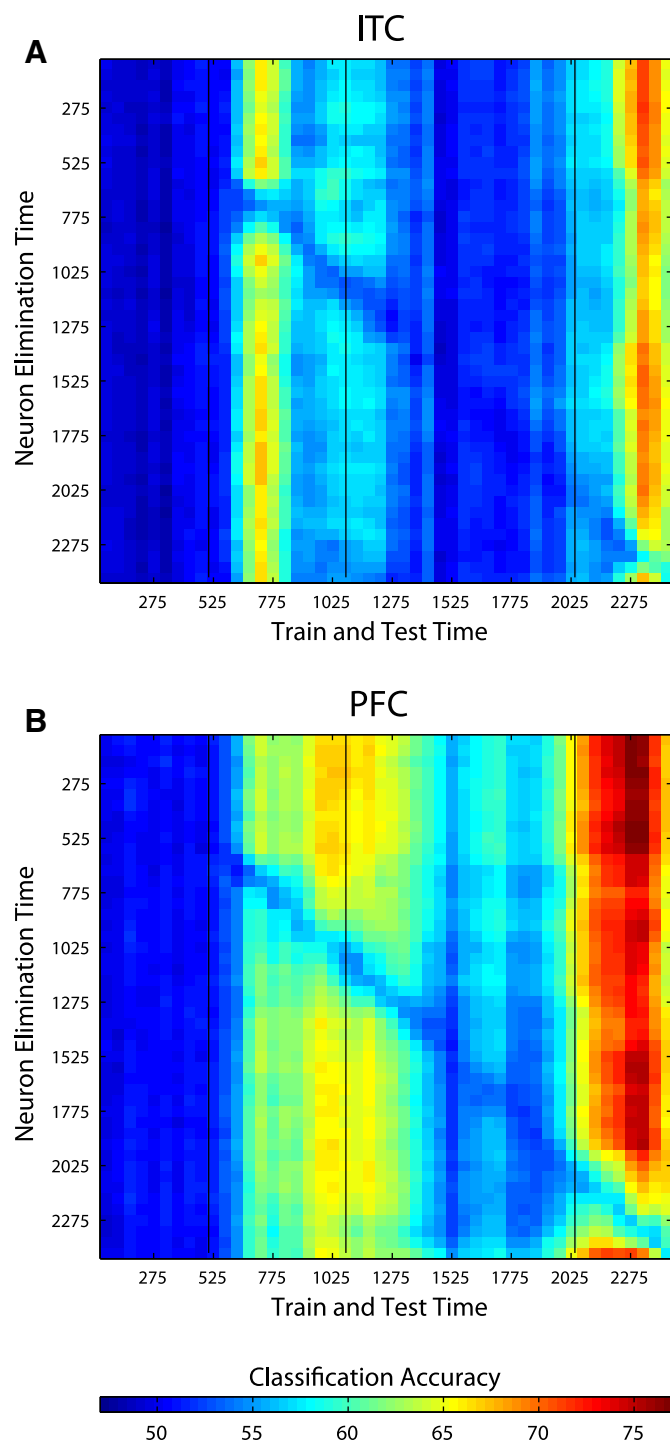 ITC
A
275
525
775
1025
1275
1525
1775
2025
2275
Neuron Elimination Time
275 525 775 1025 1275 1525 1775 2025 2275
Train and Test Time
PFC
B
275
525
775
1025
1275
1525
1775
2025
2275
Neuron Elimination Time
275 525 775 1025 1275 1525 1775 2025 2275
Train and Test Time
Classification Accuracy
50 55 60 65 70 75